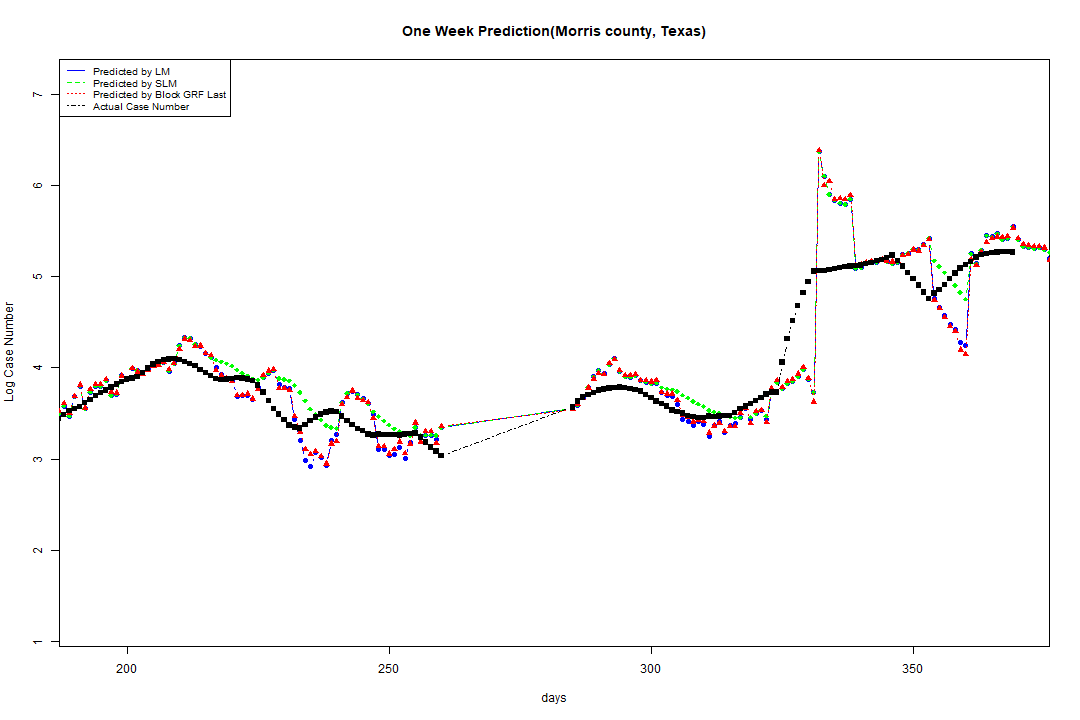 One Week Prediction(Morris county, Texas)
Predicted by LM
Predicted by SLM
Predicted by Block GRF Last
Actual Case Number
7
6
5
4
3
2
1
Log Case Number
200
250
300
350
days